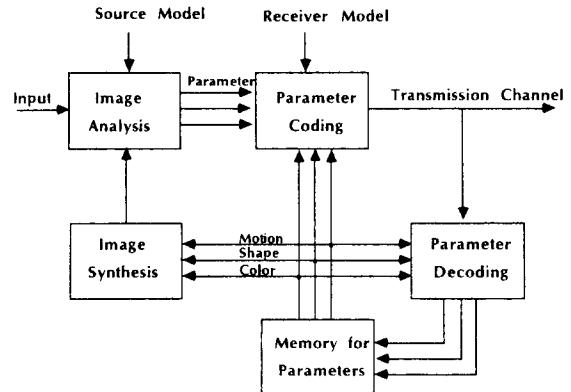 Source Model
Receiver Model
Input
Image
Analysis
Parameter
Parameter
Coding
Transmission Channel
Image
Synthesis
Motion
Shape
Color
Parameter
Decoding
Memory for
Parameters